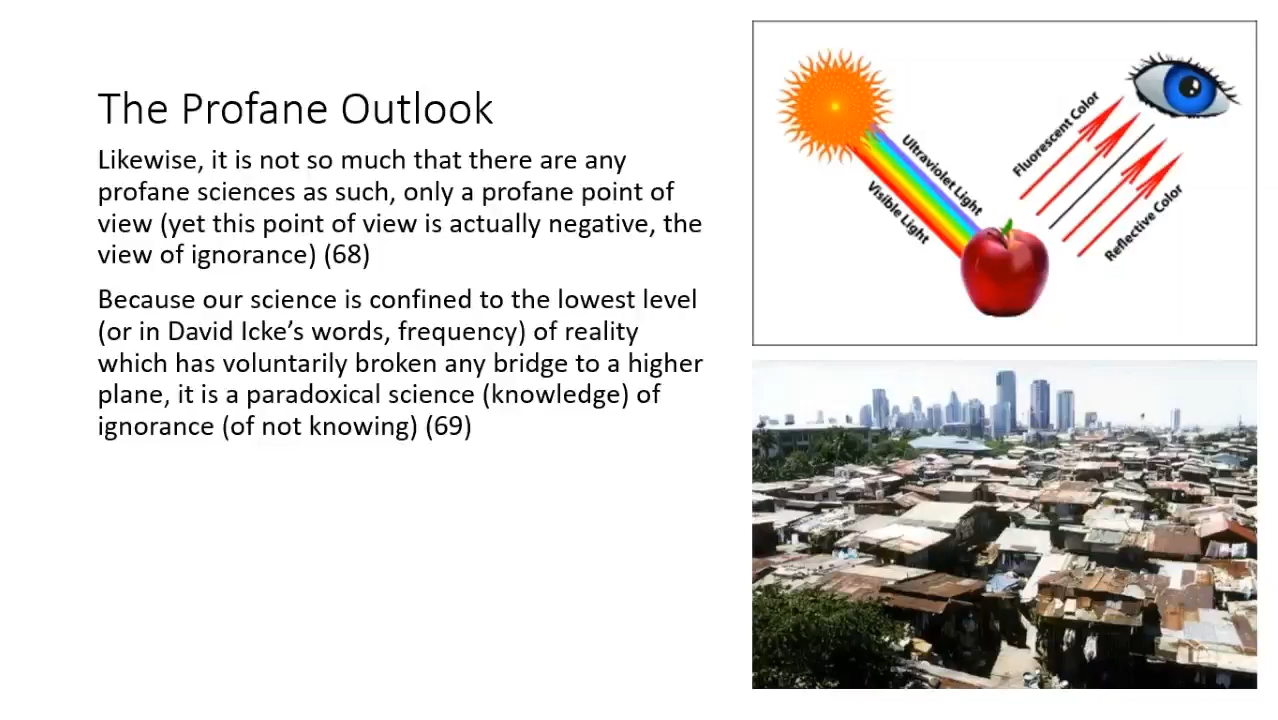 The Profane Outlook
Likewise, it is not so much that there are any
profane sciences as such, only a profane point of
view (yet this point of view is actually negative, the
view of ignorance) (68)
Because our science is confined to the lowest level
(or in David Icke’s words, frequency) of reality
which has voluntarily broken any bridge to a higher
plane, it is a paradoxical science (knowledge) of
ignorance (of not knowing) (69)
Ultraviolet Light
Visible Light
Fluorescent Color
Reflective Color